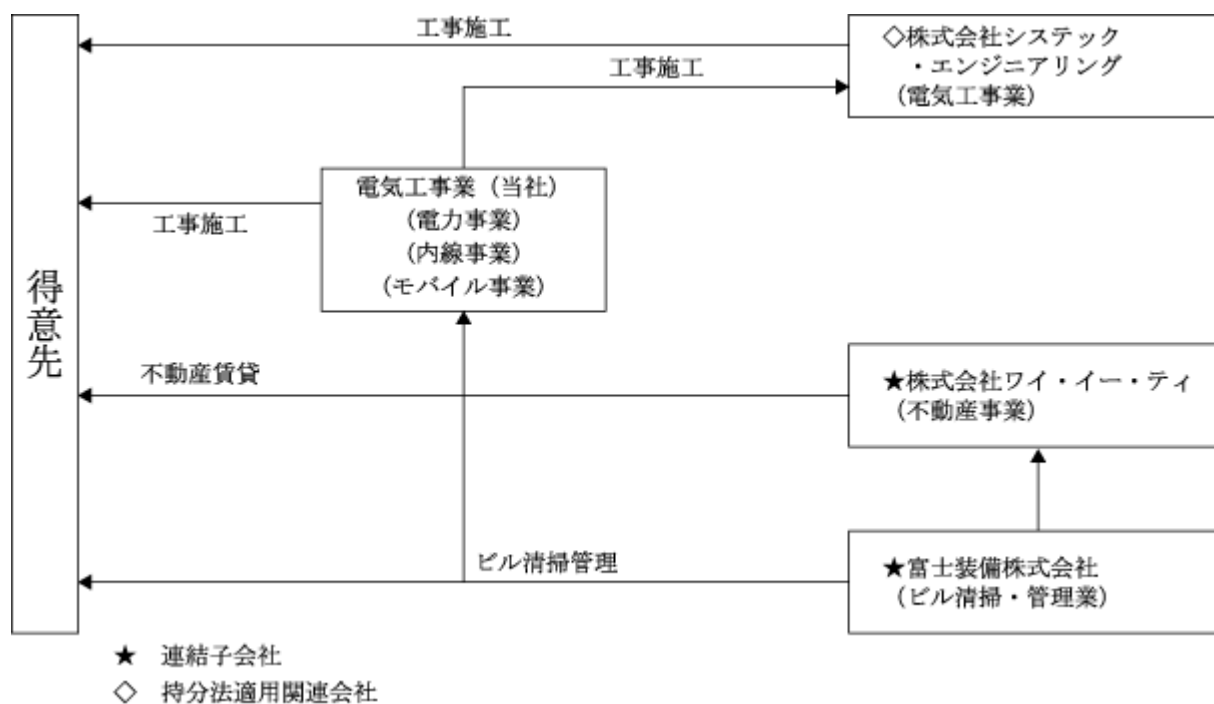 工事施工
◇株式会社システック
・エンジニアリング
(電気工事業)
工事施工
電気工事業（当社）
(電力事業)
(内線事業)
(モバイル事業)
工事施工
得意先
不動産賃貸
★株式会社ワイ・イー・ティ
(不動産事業)
ビル清掃管理
★富士装備株式会社
(ビル清掃・管理業)
★ 連結子会社
◇ 持分法適用関連会社